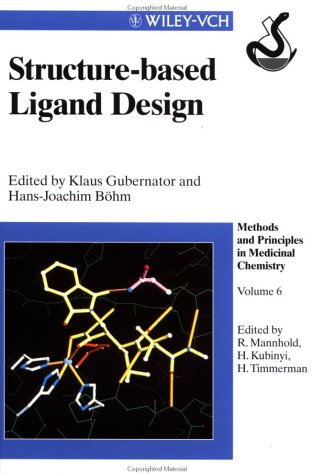 WILEY-VCH
Structure-based
Ligand Design
Edited by Klaus Gubernator and
Hans-Joachim Böhm
Methods
and Principles
in Medicinal
Chemistry
Volume 6
Edited by
R. Mannhold,
H. Kubinyi,
H. Timmerman